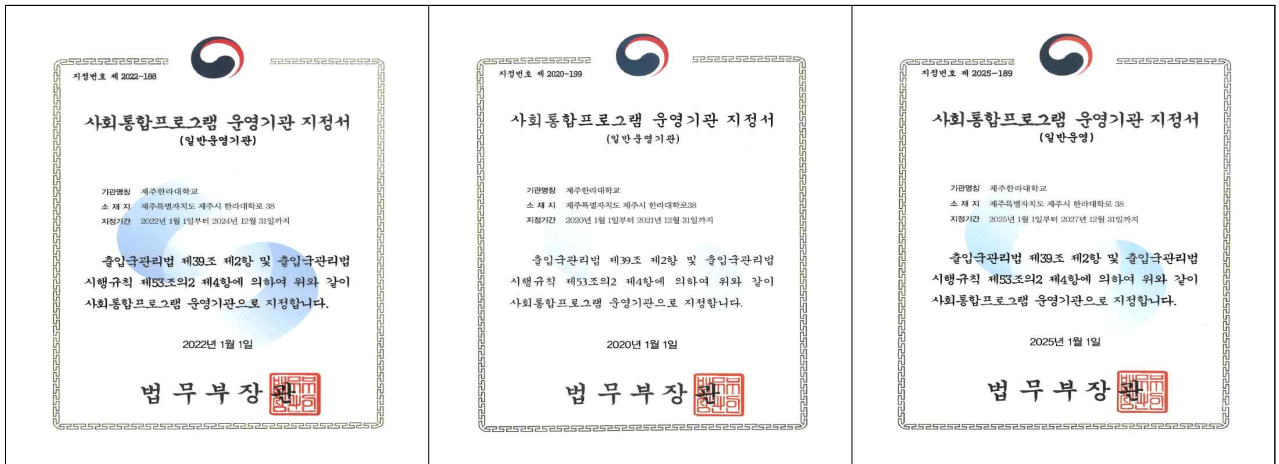 지정번호 제 2022-188
사회통합프로그램 운영기관 지정서
(일반운영기관)
기관명칭 제주한라대학교
소 재 지 제주특별자치도 제주시 한라대학로 38
지정기간 2022년 1월 1일부터 2024년 12월 31일까지
출입국관리법 제39조 제2항 및 출입국관리법
시행규칙 제53조의2 제4항에 의하여 위와 같이
사회통합프로그램 운영기관으로 지정합니다.
2022년 1월 1일
법 무 부 장 관
지정번호 제 2020-199
사회통합프로그램 운영기관 지정서
(일반운영기관)
기관명칭 제주한라대학교
소 재 지 제주특별자치도 제주시 한라대학로38
지정기간 2020년 1월 1일부터 2021년 12월 31일까지
출입국관리법 제39조 제2항 및 출입국관리법
시행규칙 제53조의2 제4항에 의하여 위와 같이
사회통합프로그램 운영기관으로 지정합니다.
2020년 1월 1일
법 무 부 장 관
지정번호 제 2025-189
사회통합프로그램 운영기관 지정서
(일반운영)
기관명칭 제주한라대학교
소 재 지 제주특별자치도 제주시 한라대학로38
지정기간 2025년 1월 1일부터 2027년 12월 31일까지
출입국관리법 제39조 제2항 및 출입국관리법
시행규칙 제53조의2 제4항에 의하여 위와 같이
사회통합프로그램 운영기관으로 지정합니다.
2025년 1월 1일
법 무 부 장 관